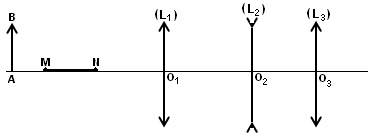 B (L₁) (L₂) (L₃)
M N
A O₁ O₂ O₃